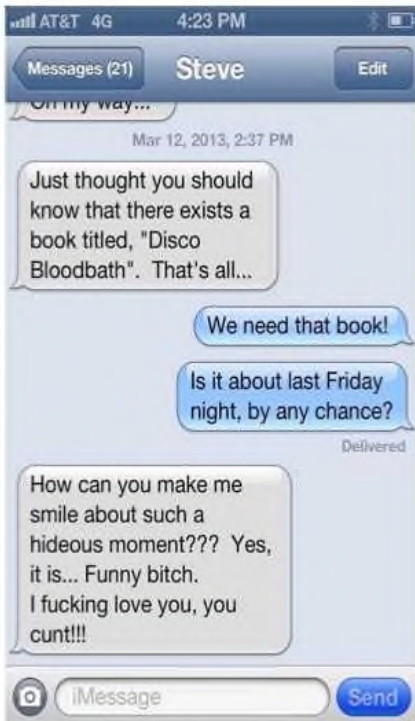 AT&T 4G 4:23 PM
Messages (21) Steve Edit
On my way...
Mar 12, 2013, 2:37 PM
Just thought you should
know that there exists a
book titled, "Disco
Bloodbath". That's all...
We need that book!
Is it about last Friday
night, by any chance?
Delivered
How can you make me
smile about such a
hideous moment??? Yes,
it is... Funny bitch.
I fucking love you, you
cunt!!!
iMessage Send